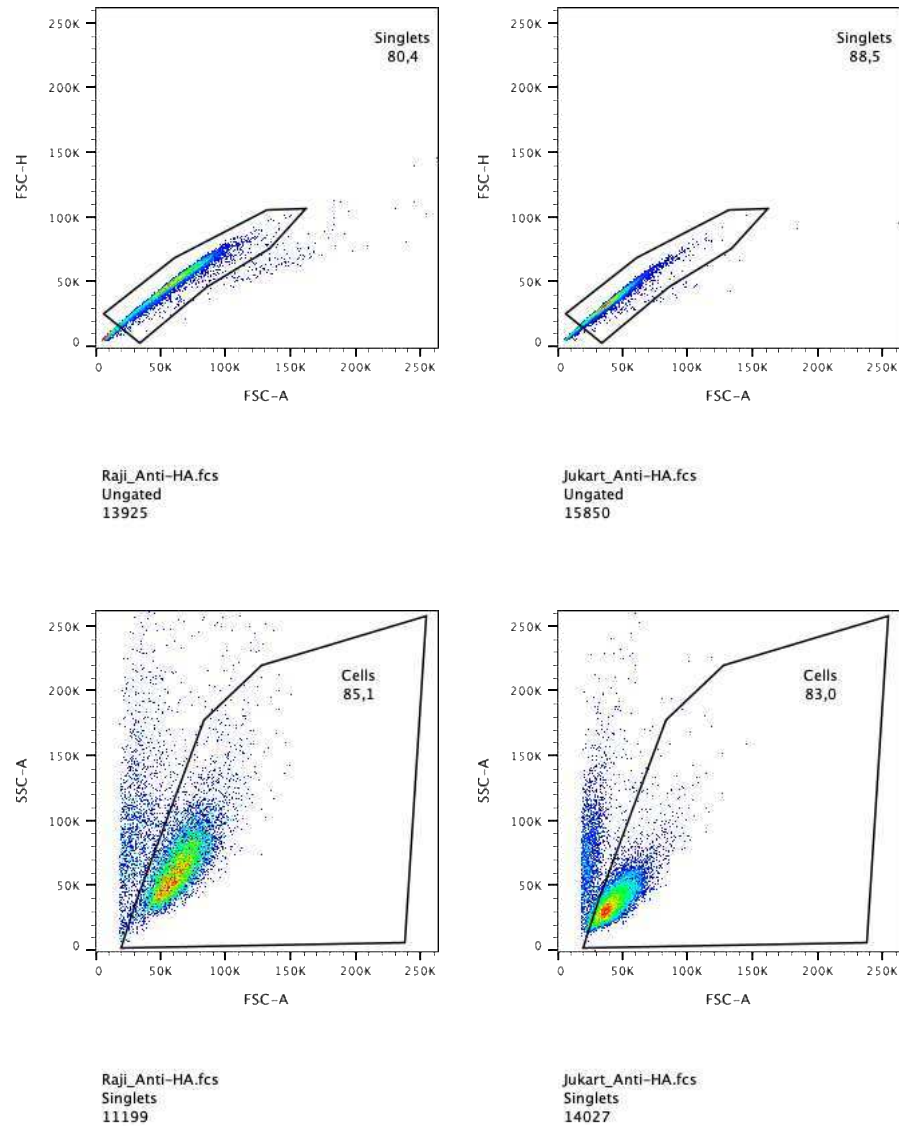 250K
200K
150K
100K
50K
0
FSC-H
Singlets
80,4
0 50K 100K 150K 200K 250K
FSC-A
Raji_Anti-HA.fcs
Ungated
13925
250K
200K
150K
100K
50K
0
FSC-H
Singlets
88,5
0 50K 100K 150K 200K 250K
FSC-A
Jukart_Anti-HA.fcs
Ungated
15850
250K
200K
150K
100K
50K
0
SSC-A
Cells
85,1
0 50K 100K 150K 200K 250K
FSC-A
Raji_Anti-HA.fcs
Singlets
11199
250K
200K
150K
100K
50K
0
SSC-A
Cells
83,0
0 50K 100K 150K 200K 250K
FSC-A
Jukart_Anti-HA.fcs
Singlets
14027